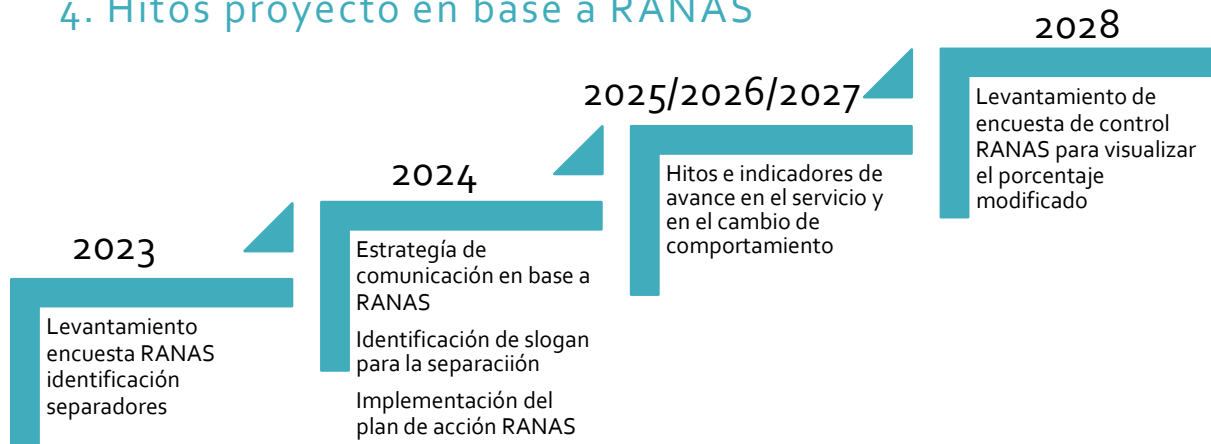 4. Hitos proyecto en base a RANAS
2023
Levantamiento
encuesta RANAS
identificación
separadores
2024
Estrategía de
comunicación en base a
RANAS
Identificación de slogan
para la separaciión
Implementación del
plan de acción RANAS
2025/2026/2027
Hitos e indicadores de
avance en el servicio y
en el cambio de
comportamiento
2028
Levantamiento de
encuesta de control
RANAS para visualizar
el porcentaje
modificado